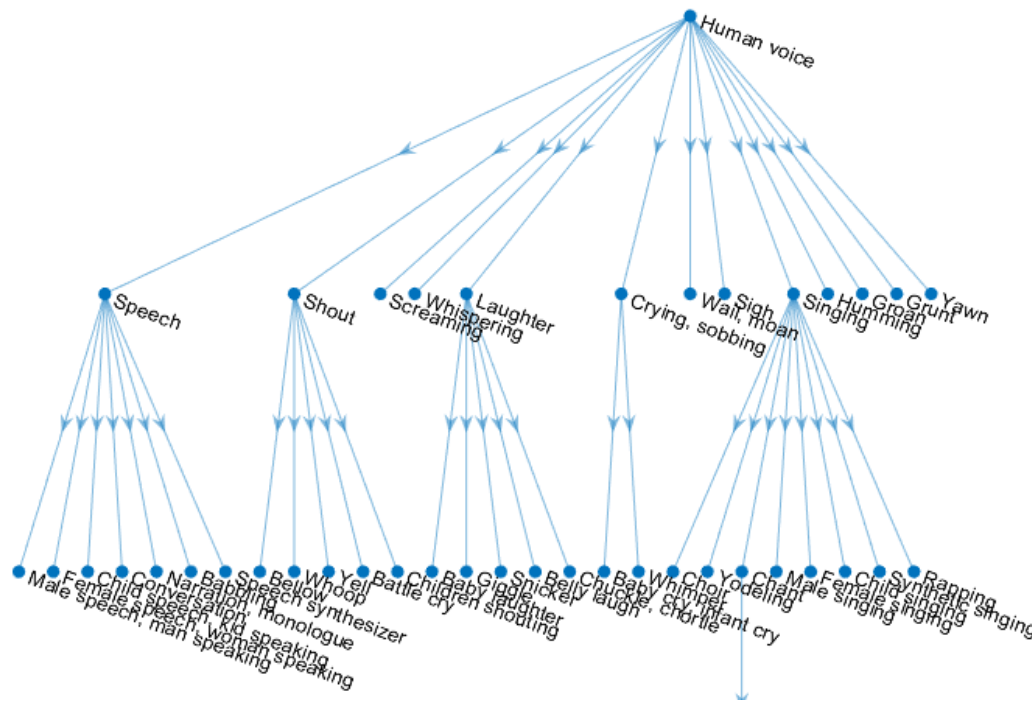 Human voice
Speech
Shout
Screaming
Whispering
Laughter
Crying, sobbing
Wail, moan
Sigh
Singing
Humming
Groan
Grunt
Yawn
Male speech, man speaking
Female speech, woman speaking
Child speech, kid speaking
Conversation
Narration, monologue
Babbling
Speech synthesizer
Bellow
Whoop
Yell
Battle cry
Children shouting
Baby laughter
Giggle
Snicker
Belly laugh
Chuckle, chortle
Baby cry, infant cry
Whimper
Choir
Yodeling
Chant
Male singing
Female singing
Child singing
Synthetic singing
Rapping